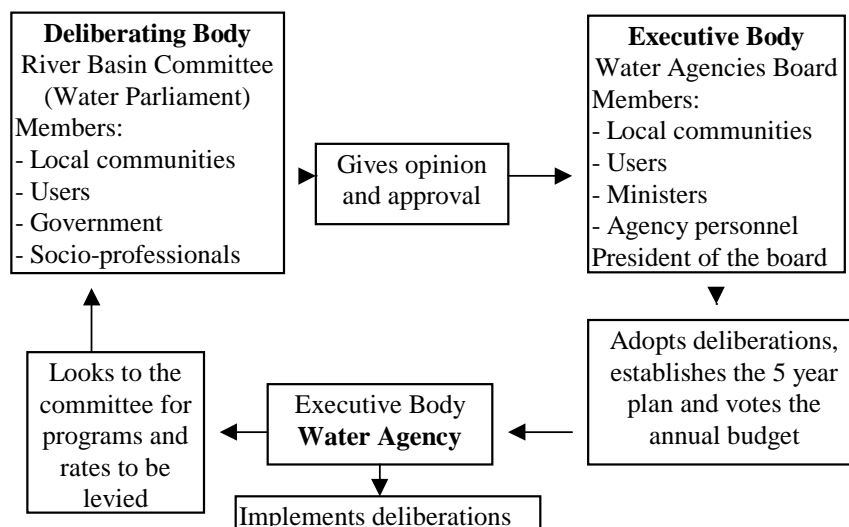 Deliberating Body
River Basin Committee
(Water Parliament)
Members:
- Local communities
- Users
- Government
- Socio-professionals
Gives opinion
and approval
Executive Body
Water Agencies Board
Members:
- Local communities
- Users
- Ministers
- Agency personnel
President of the board
Adopts deliberations,
establishes the 5 year
plan and votes the
annual budget
Executive Body
Water Agency
Looks to the
committee for
programs and
rates to be
levied
Implements deliberations